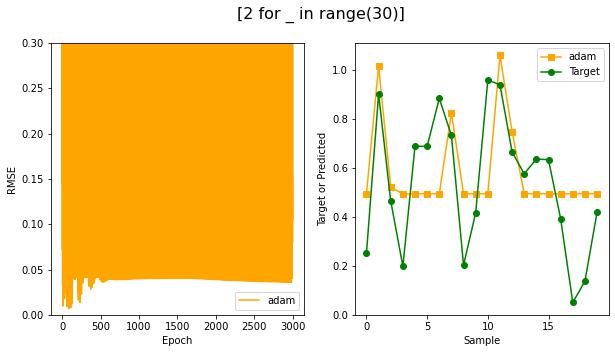 [2 for _ in range(30)]
0.30
0.25
0.20
0.15
0.10
0.05
0.00
RMSE
0 500 1000 1500 2000 2500 3000
Epoch
adam
1.0
0.8
0.6
0.4
0.2
0.0
Target or Predicted
0 5 10 15
Sample
adam
Target